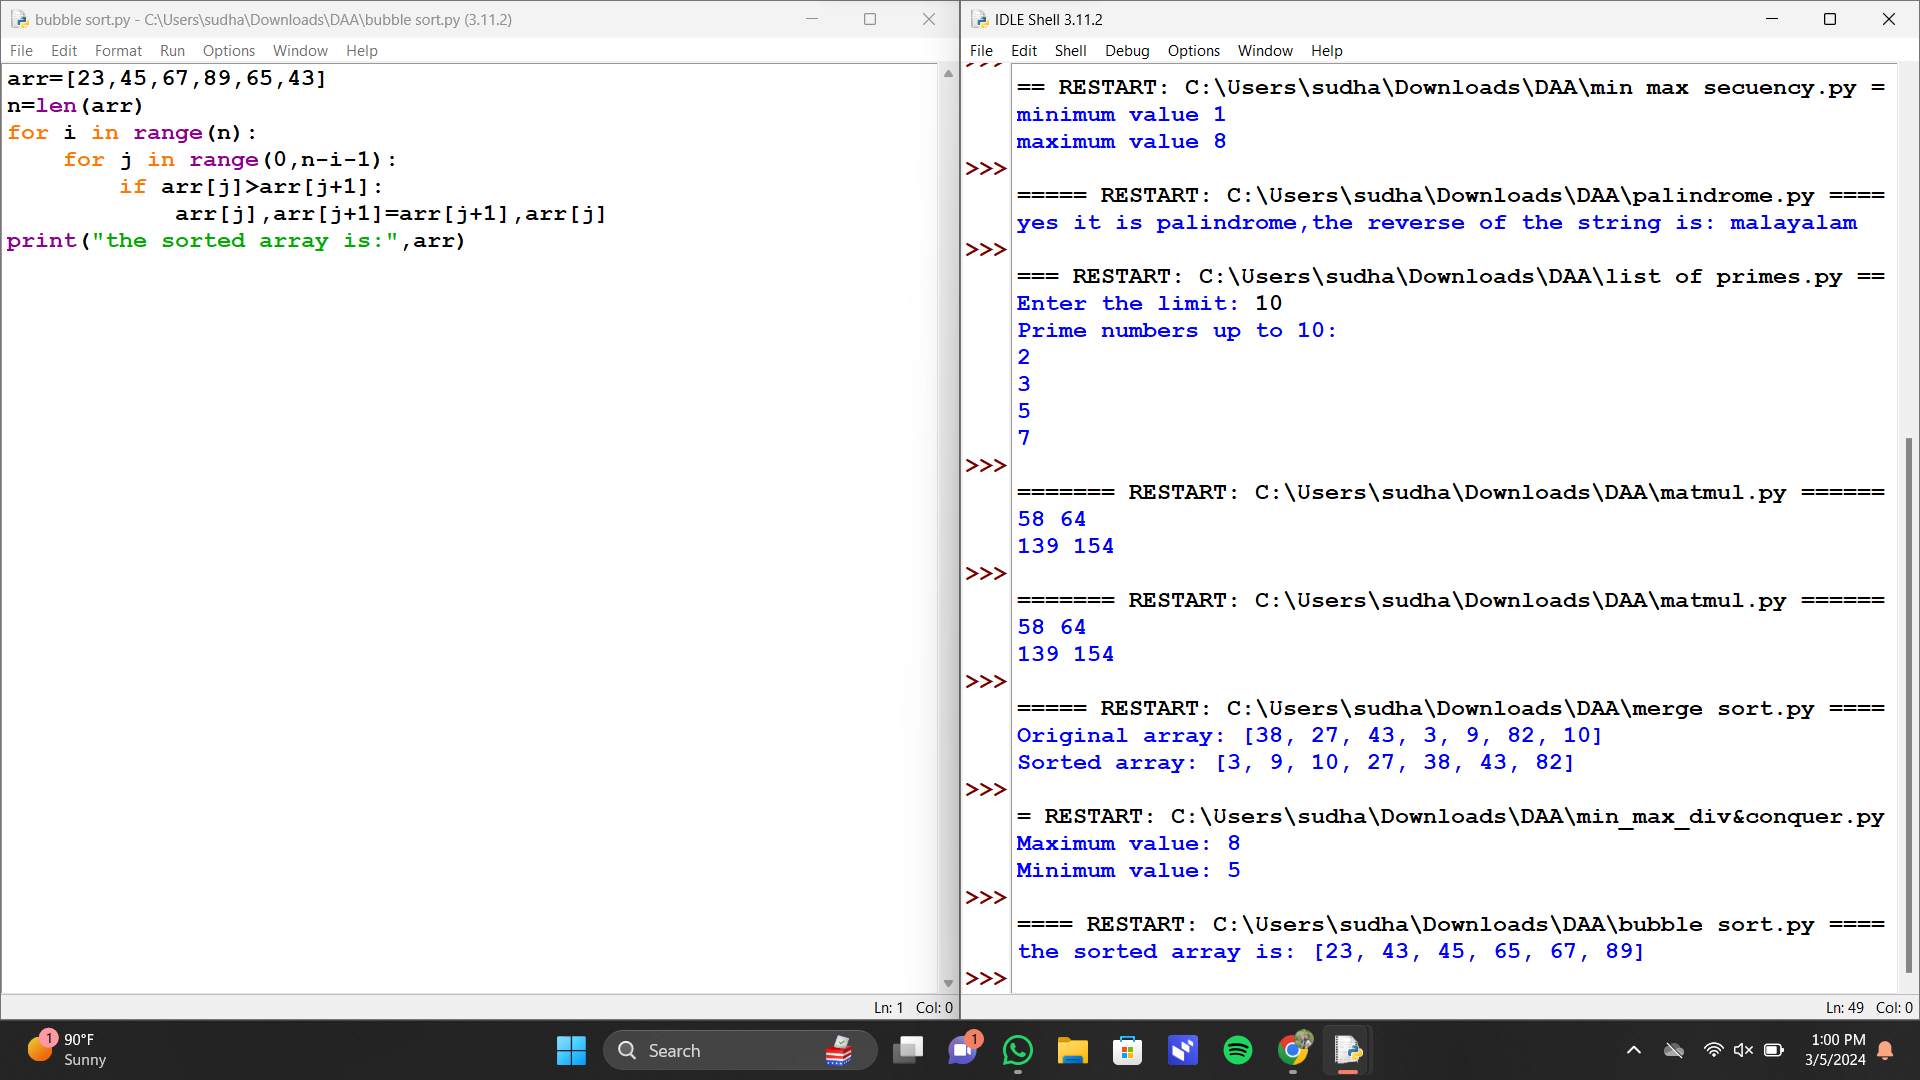 bubble sort.py - C:\Users\sudha\Downloads\DAA\bubble sort.py (3.11.2)
File Edit Format Run Options Window Help
arr=[23,45,67,89,65,43]
n=len(arr)
for i in range(n):
    for j in range(0,n-i-1):
        if arr[j]>arr[j+1]:
            arr[j],arr[j+1]=arr[j+1],arr[j]
print("the sorted array is:",arr)
Ln: 1 Col: 0
IDLE Shell 3.11.2
File Edit Shell Debug Options Window Help
>>>
== RESTART: C:\Users\sudha\Downloads\DAA\min max secuency.py =
minimum value 1
maximum value 8
>>>
===== RESTART: C:\Users\sudha\Downloads\DAA\palindrome.py ====
yes it is palindrome,the reverse of the string is: malayalam
>>>
=== RESTART: C:\Users\sudha\Downloads\DAA\list of primes.py ==
Enter the limit: 10
Prime numbers up to 10:
2
3
5
7
>>>
======= RESTART: C:\Users\sudha\Downloads\DAA\matmul.py ======
58 64
139 154
>>>
======= RESTART: C:\Users\sudha\Downloads\DAA\matmul.py ======
58 64
139 154
>>>
===== RESTART: C:\Users\sudha\Downloads\DAA\merge sort.py ====
Original array: [38, 27, 43, 3, 9, 82, 10]
Sorted array: [3, 9, 10, 27, 38, 43, 82]
>>>
= RESTART: C:\Users\sudha\Downloads\DAA\min_max_div&conquer.py
Maximum value: 8
Minimum value: 5
>>>
==== RESTART: C:\Users\sudha\Downloads\DAA\bubble sort.py ====
the sorted array is: [23, 43, 45, 65, 67, 89]
>>>
Ln: 49 Col: 0
1
90°F
Sunny
Search
1
1:00 PM
3/5/2024